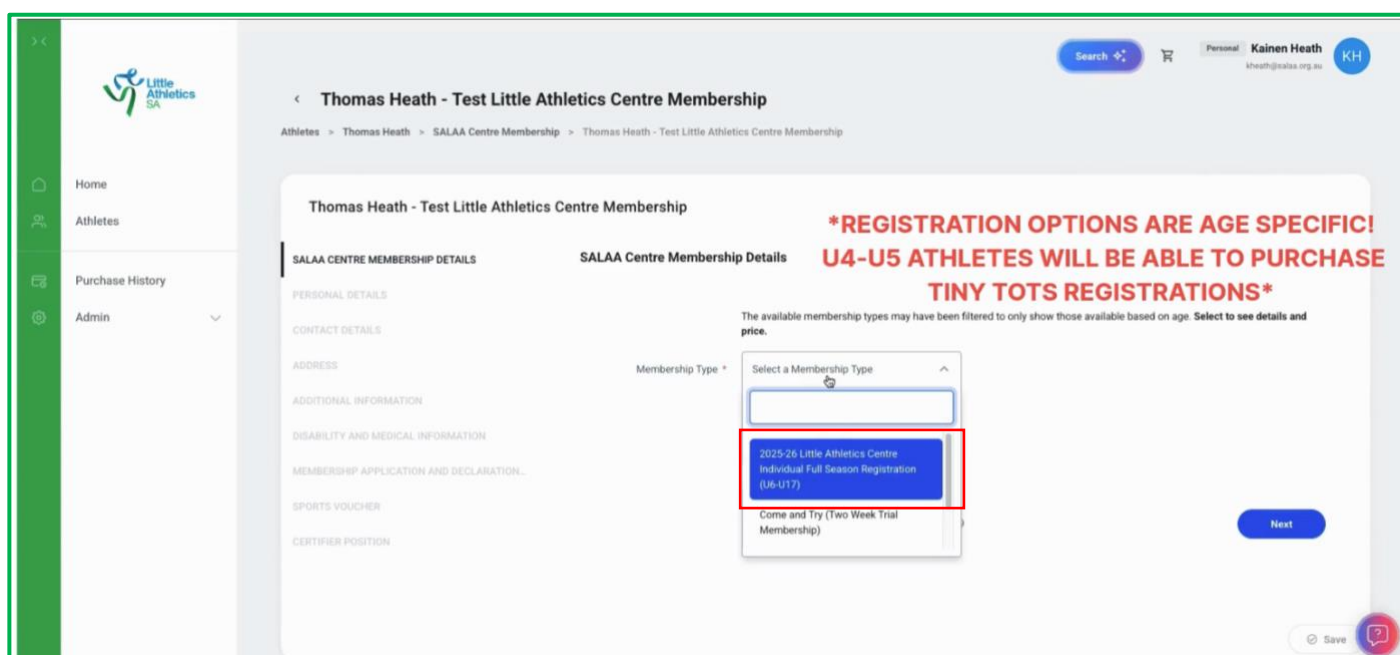 Search
Personal
Kainen Heath
kheath@salaa.org.au
KH
Little
Athletics
SA
Thomas Heath - Test Little Athletics Centre Membership
Athletes > Thomas Heath > SALAA Centre Membership > Thomas Heath - Test Little Athletics Centre Membership
Home
Athletes
Purchase History
Admin
Thomas Heath - Test Little Athletics Centre Membership
*REGISTRATION OPTIONS ARE AGE SPECIFIC!
U4-U5 ATHLETES WILL BE ABLE TO PURCHASE
TINY TOTS REGISTRATIONS*
SALAA CENTRE MEMBERSHIP DETAILS
PERSONAL DETAILS
CONTACT DETAILS
ADDRESS
ADDITIONAL INFORMATION
DISABILITY AND MEDICAL INFORMATION
MEMBERSHIP APPLICATION AND DECLARATION...
SPORTS VOUCHER
CERTIFIER POSITION
SALAA Centre Membership Details
The available membership types may have been filtered to only show those available based on age. Select to see details and
price.
Membership Type *
Select a Membership Type
2025-26 Little Athletics Centre
Individual Full Season Registration
(U6-U17)
Come and Try (Two Week Trial
Membership)
)
Next
Save